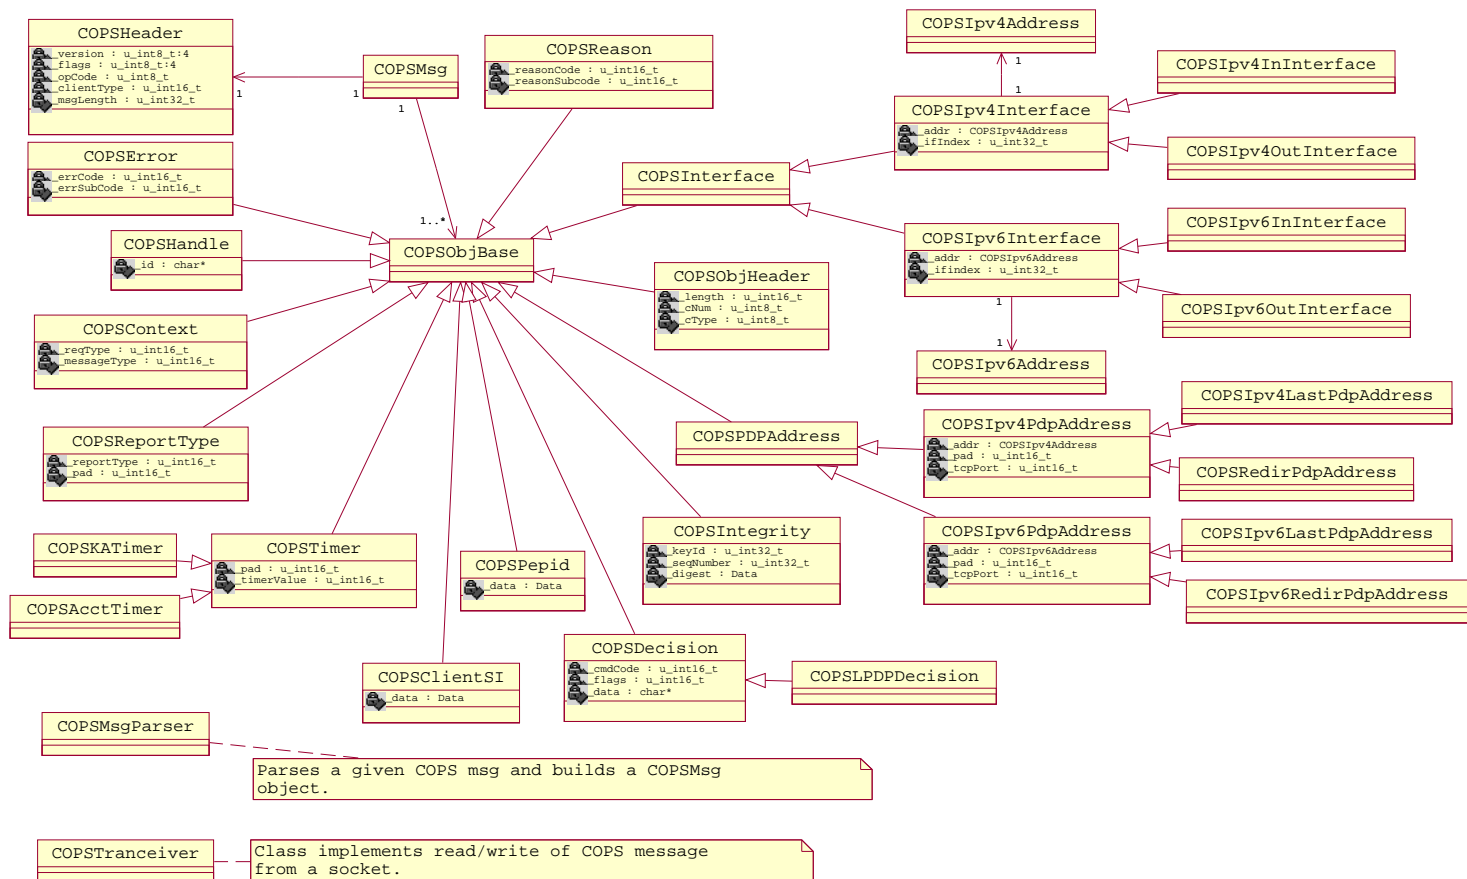 COPSHeader
_version : u_int8_t:4
_flags : u_int8_t:4
_opCode : u_int8_t
_clientType : u_int16_t
_msgLength : u_int32_t
1
1
COPSMsg
1
1..*
COPSReason
_reasonCode : u_int16_t
_reasonSubcode : u_int16_t
COPSIpv4Address
1
1
COPSIpv4Interface
_addr : COPSIpv4Address
_ifIndex : u_int32_t
COPSIpv4InInterface
COPSIpv4OutInterface
COPSError
_errCode : u_int16_t
_errSubCode : u_int16_t
COPSInterface
COPSHandle
_id : char*
COPSObjBase
COPSIpv6Interface
_addr : COPSIpv6Address
_ifindex : u_int32_t
1
1
COPSIpv6InInterface
COPSIpv6OutInterface
COPSIpv6Address
COPSObjHeader
_length : u_int16_t
_cNum : u_int8_t
_cType : u_int8_t
COPSContext
_reqType : u_int16_t
_messageType : u_int16_t
COPSReportType
_reportType : u_int16_t
_pad : u_int16_t
COPSPDPAddress
COPSIpv4PdpAddress
_addr : COPSIpv4Address
_pad : u_int16_t
_tcpPort : u_int16_t
COPSIpv4LastPdpAddress
COPSRedirPdpAddress
COPSKATimer
COPSAcctTimer
COPSTimer
_pad : u_int16_t
_timerValue : u_int16_t
COPSPepid
_data : Data
COPSIntegrity
_keyId : u_int32_t
_seqNumber : u_int32_t
_digest : Data
COPSIpv6PdpAddress
_addr : COPSIpv6Address
_pad : u_int16_t
_tcpPort : u_int16_t
COPSIpv6LastPdpAddress
COPSIpv6RedirPdpAddress
COPSClientSI
_data : Data
COPSDecision
_cmdCode : u_int16_t
_flags : u_int16_t
_data : char*
COPSLPDPDecision
COPSMsgParser
Parses a given COPS msg and builds a COPSMsg
object.
COPSTranceiver
Class implements read/write of COPS message
from a socket.